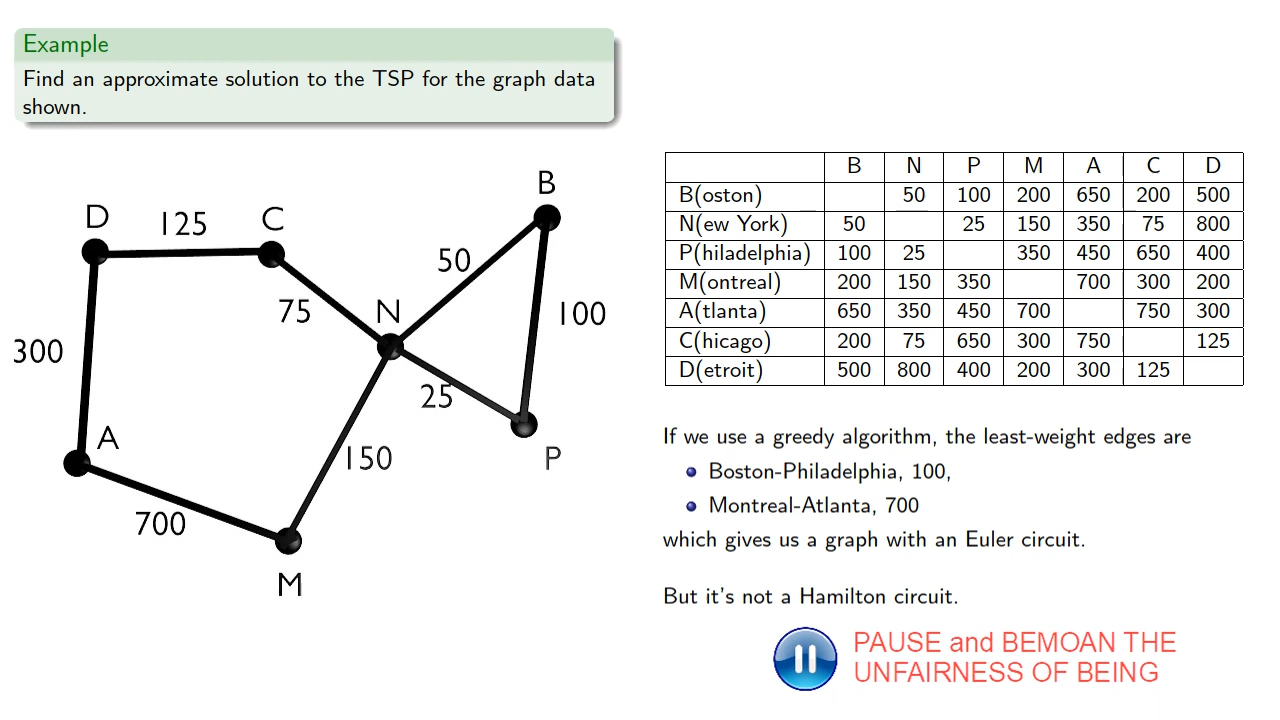 Example
Find an approximate solution to the TSP for the graph data
shown.
B
D
125
C
50
N
75
100
300
25
A
150
P
700
M
B N P M A C D
B(oston) 50 100 200 650 200 500
N(ew York) 50 25 150 350 75 800
P(hiladelphia) 100 25 350 450 650 400
M(ontreal) 200 150 350 700 300 200
A(tlanta) 650 350 450 700 750 300
C(hicago) 200 75 650 300 750 125
D(etroit) 500 800 400 200 300 125
If we use a greedy algorithm, the least-weight edges are
Boston-Philadelphia, 100,
Montreal-Atlanta, 700
which gives us a graph with an Euler circuit.
But it's not a Hamilton circuit.
PAUSE and BEMOAN THE
UNFAIRNESS OF BEING